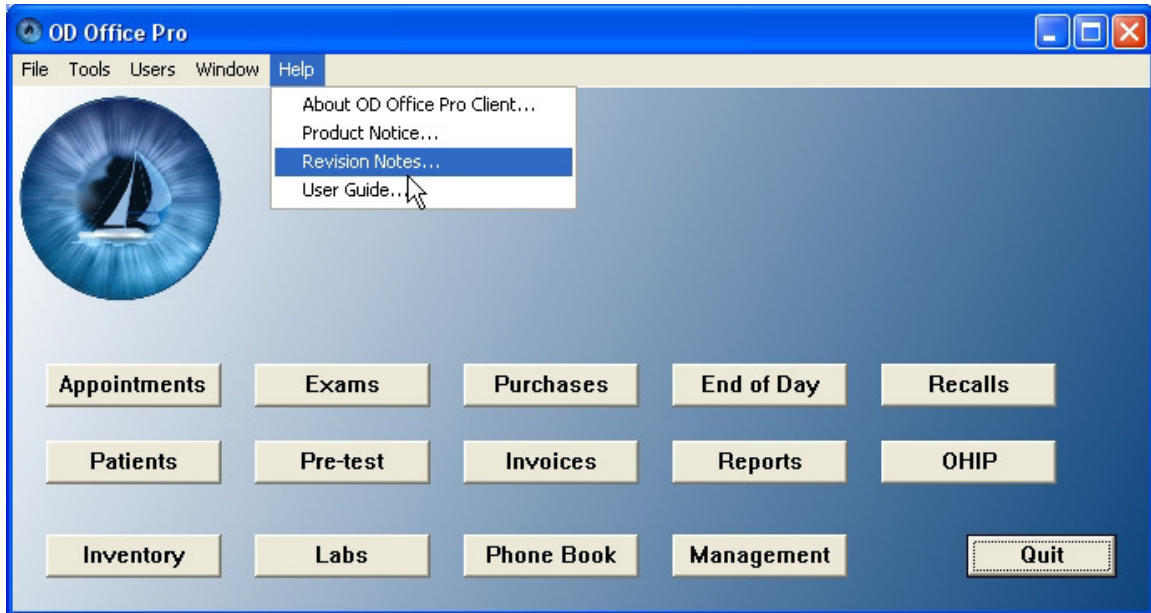 OD Office Pro
File Tools Users Window Help
About OD Office Pro Client...
Product Notice...
Revision Notes...
User Guide...
Appointments Exams Purchases End of Day Recalls
Patients Pre-test Invoices Reports OHIP
Inventory Labs Phone Book Management Quit